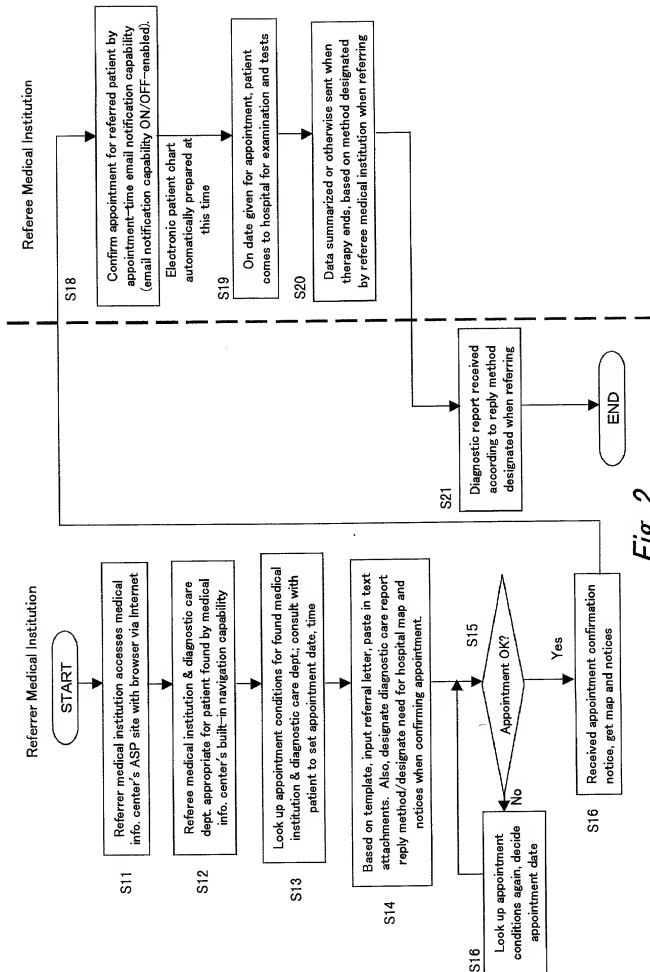 Referrer Medical Institution
START
S11
Referrer medical institution accesses medical
info. center's ASP site with browser via Internet
S12
Referee medical institution & diagnostic care
dept. appropriate for patient found by medical
info. center's built-in navigation capability
S13
Look up appointment conditions for found medical
institution & diagnostic care dept.; consult with
patient to set appointment date, time
S14
Based on template, input referral letter, paste in text
attachments. Also, designate diagnostic care report
reply method/designate need for hospital map and
notices when confirming appointment.
S15
Appointment OK?
No
Yes
S16
Look up appointment
conditions again, decide
appointment date
S16
Received appointment confirmation
notice, get map and notices
Referee Medical Institution
S18
Confirm appointment for referred patient by
appointment-time email notification capability
(email notification capability ON/OFF-enabled).
Electronic patient chart
automatically prepared at
this time
S19
On date given for appointment, patient
comes to hospital for examination and tests
S20
Data summarized or otherwise sent when
therapy ends, based on method designated
by referee medical institution when referring
S21
Diagnostic report received
according to reply method
designated when referring
END
Fig. 2